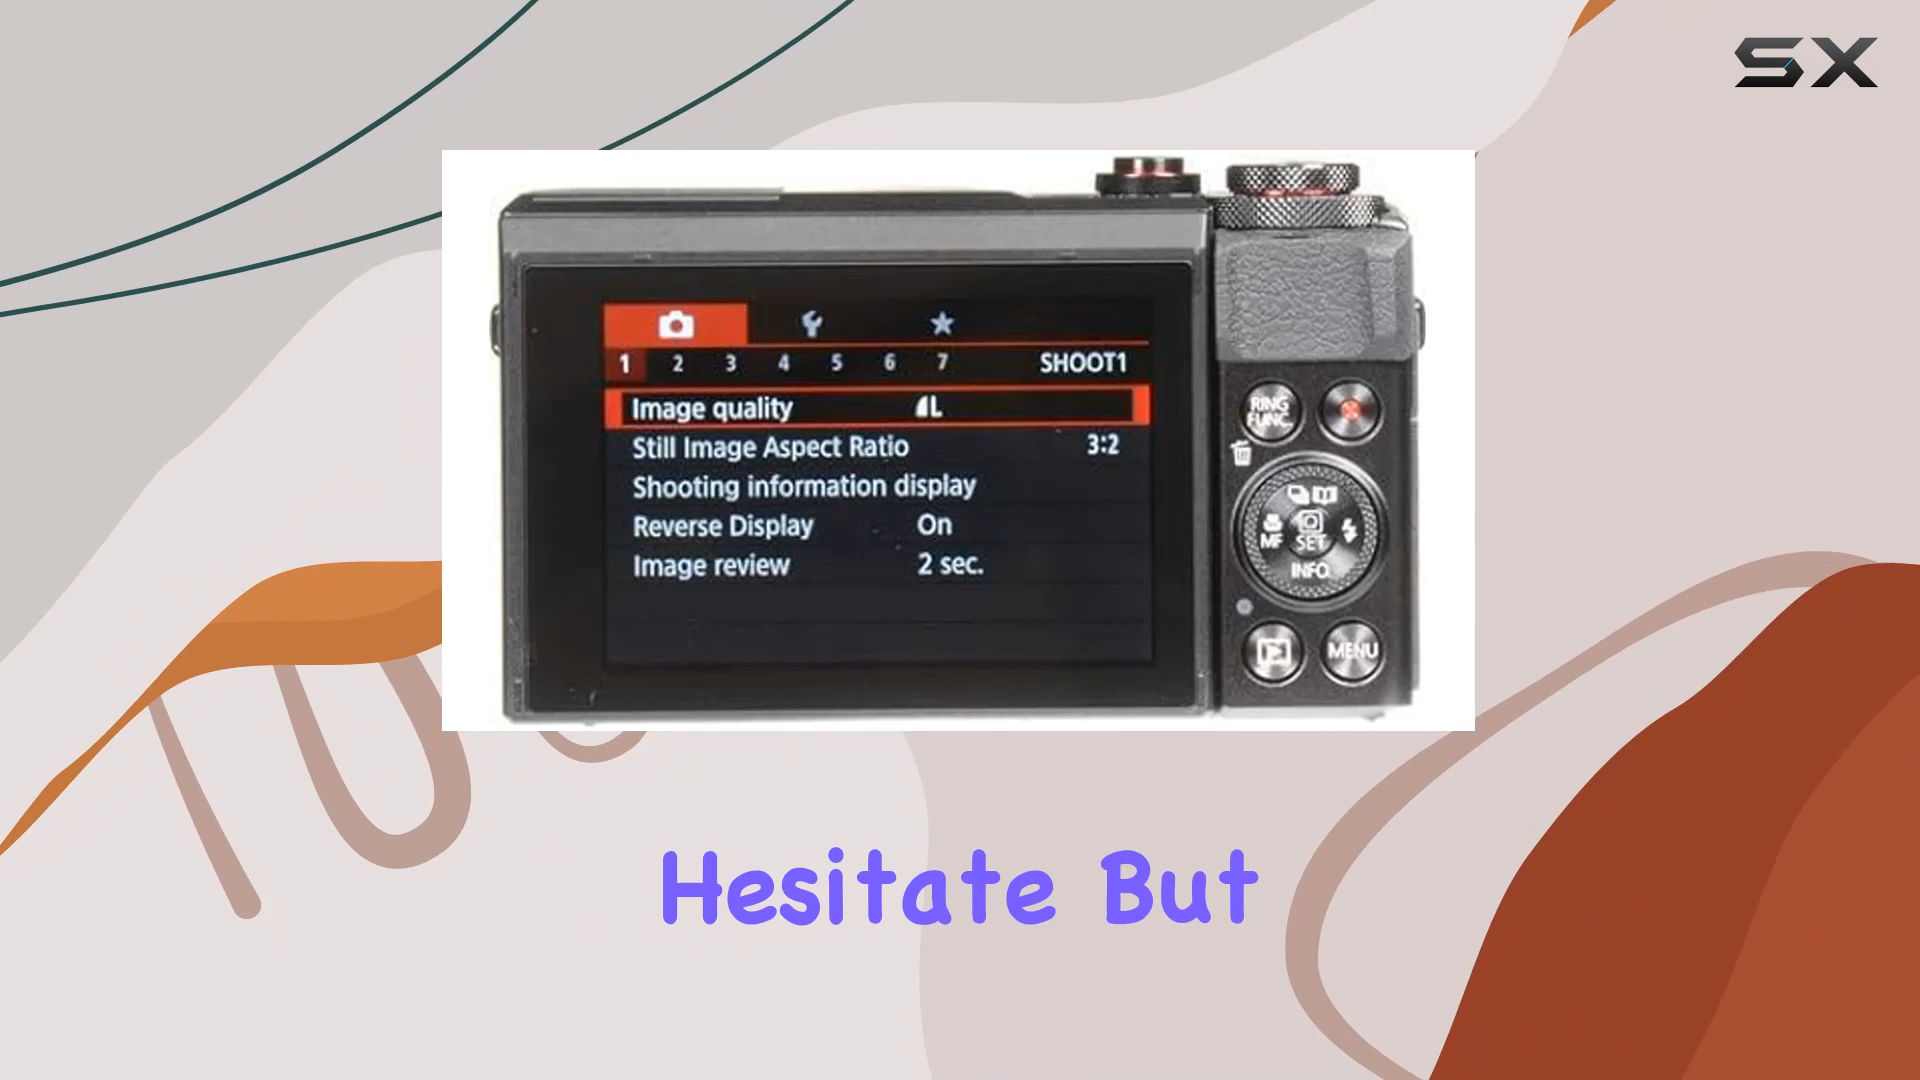 SX
1 2 3 4 5 6 7 SHOOT1
Image quality L
Still Image Aspect Ratio 3:2
Shooting information display
Reverse Display On
Image review 2 sec.
RING
FUNC.
MF
SET
INFO.
MENU
Hesitate But